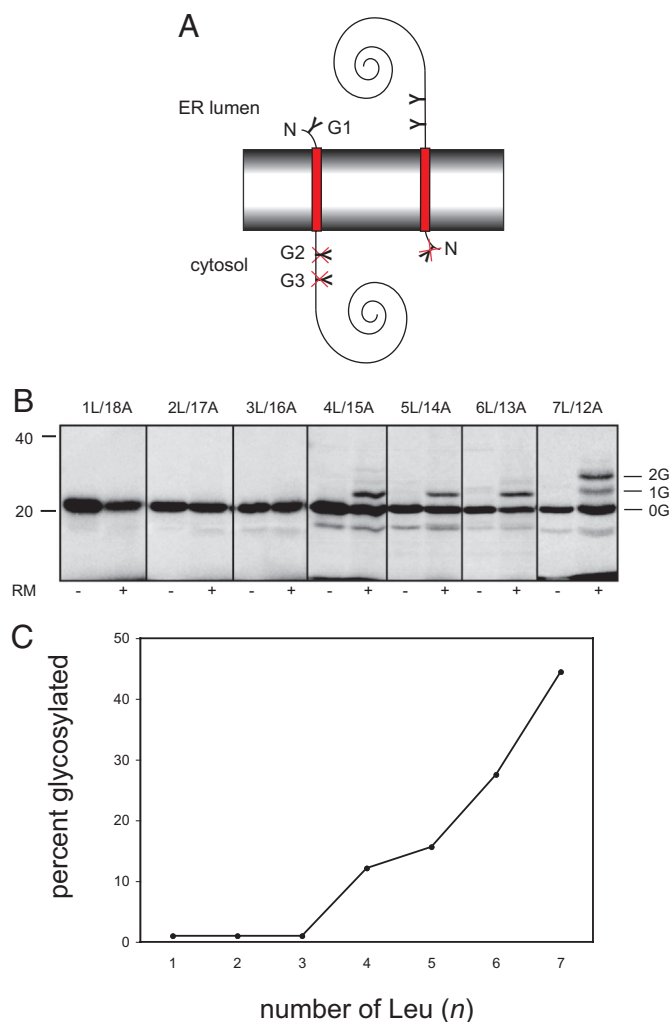 A
ER lumen
N
G1
G2
N
cytosol
G3
B
1L/18A 2L/17A 3L/16A 4L/15A 5L/14A 6L/13A 7L/12A
40
2G
1G
20
0G
RM - + - + - + - + - + - + - +
C
50
40
30
20
10
0
percent glycosylated
1 2 3 4 5 6 7
number of Leu (n)